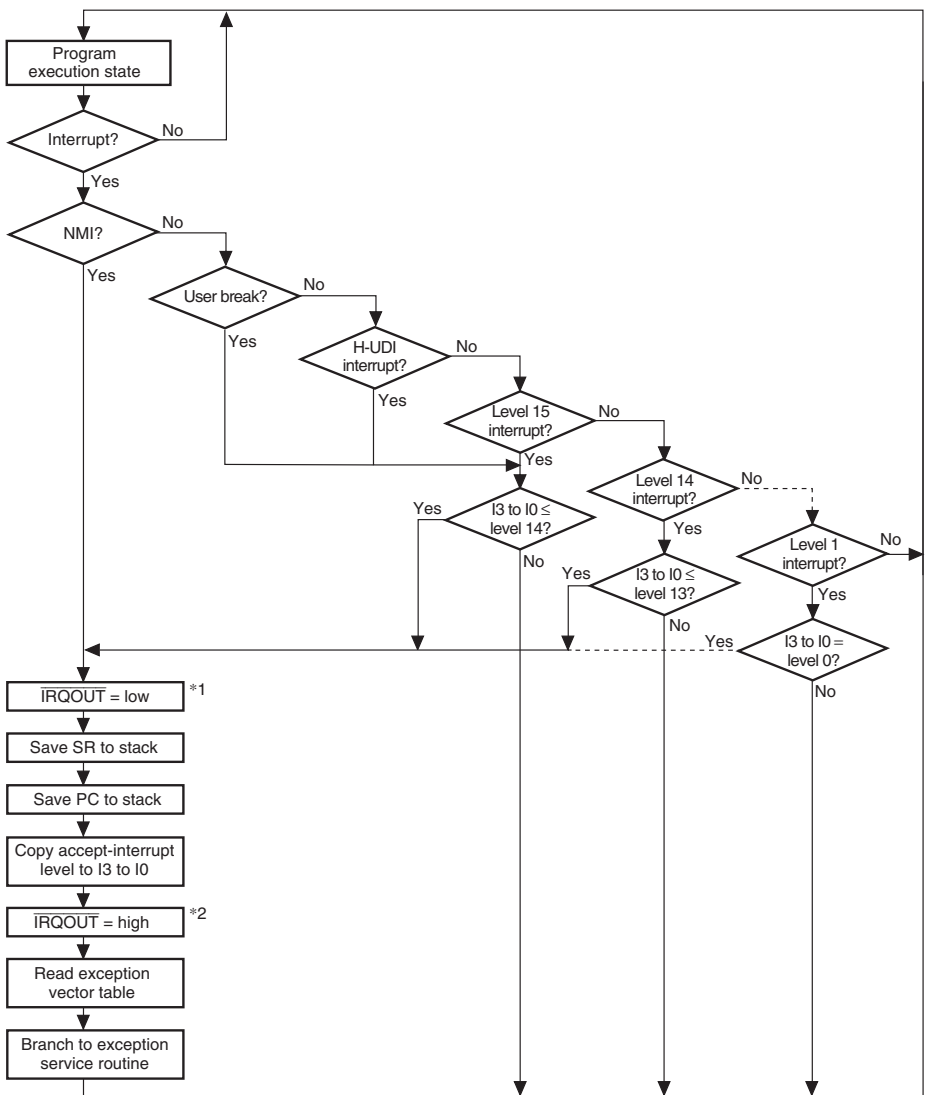 Program
execution state
Interrupt?
No
Yes
NMI?
No
Yes
User break?
No
Yes
H-UDI
interrupt?
No
Yes
Level 15
interrupt?
No
Yes
Level 14
interrupt?
No
Yes
I3 to I0 ≤
level 14?
Yes
No
Level 1
interrupt?
No
Yes
I3 to I0 ≤
level 13?
Yes
No
I3 to I0 =
level 0?
Yes
No
IRQOUT = low *1
Save SR to stack
Save PC to stack
Copy accept-interrupt
level to I3 to I0
IRQOUT = high *2
Read exception
vector table
Branch to exception
service routine